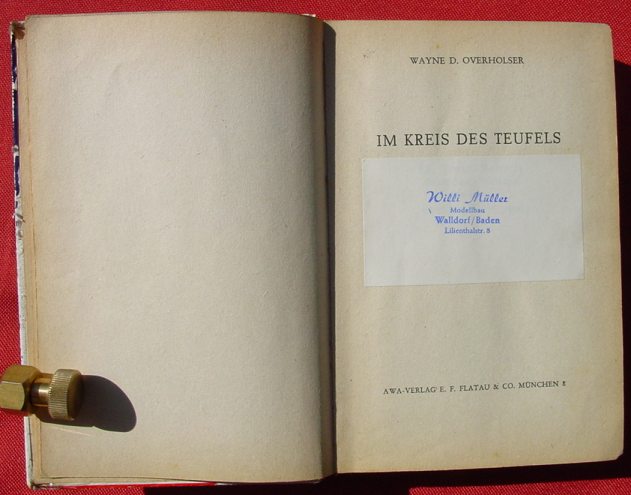 WAYNE D. OVERHOLSER
IM KREIS DES TEUFELS
Willi Müller
Modellbau
Walldorf/Baden
Lilienthalstr. 8
AWA-VERLAG E. F. FLATAU & CO. MÜNCHEN 8